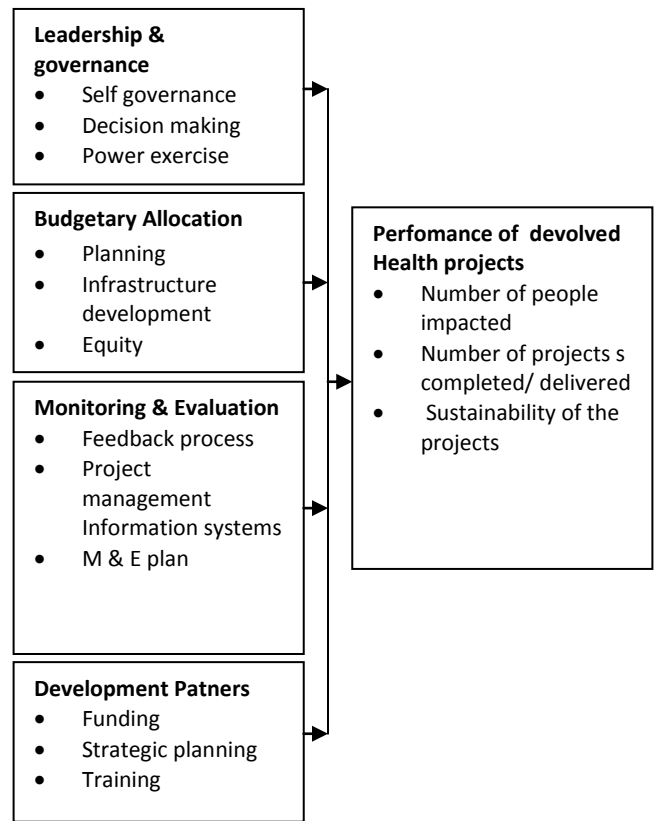 Leadership &
governance
• Self governance
• Decision making
• Power exercise
Budgetary Allocation
• Planning
• Infrastructure
development
• Equity
Monitoring & Evaluation
• Feedback process
• Project
management
Information systems
• M & E plan
Development Patners
• Funding
• Strategic planning
• Training
Perfomance of devolved
Health projects
• Number of people
impacted
• Number of projects s
completed/ delivered
• Sustainability of the
projects